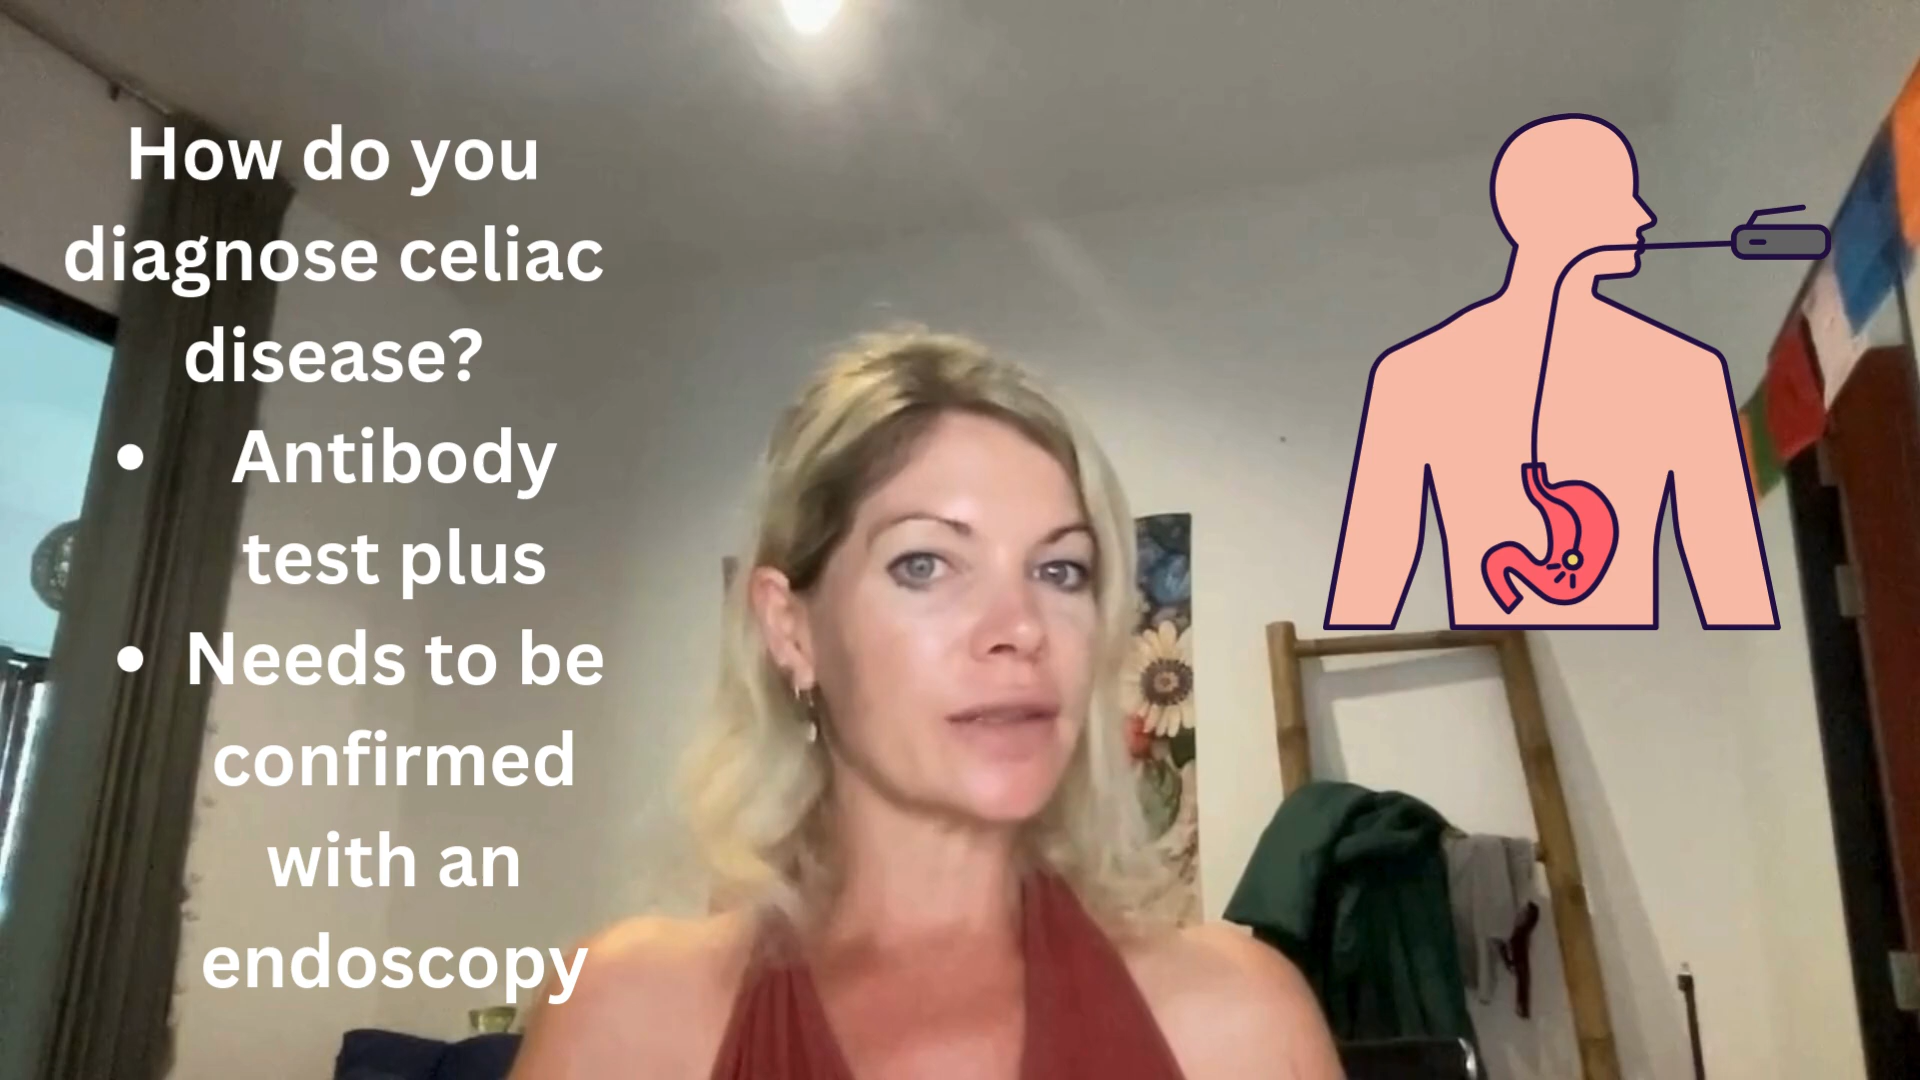 How do you
diagnose celiac
disease?
• Antibody
test plus
• Needs to be
confirmed
with an
endoscopy